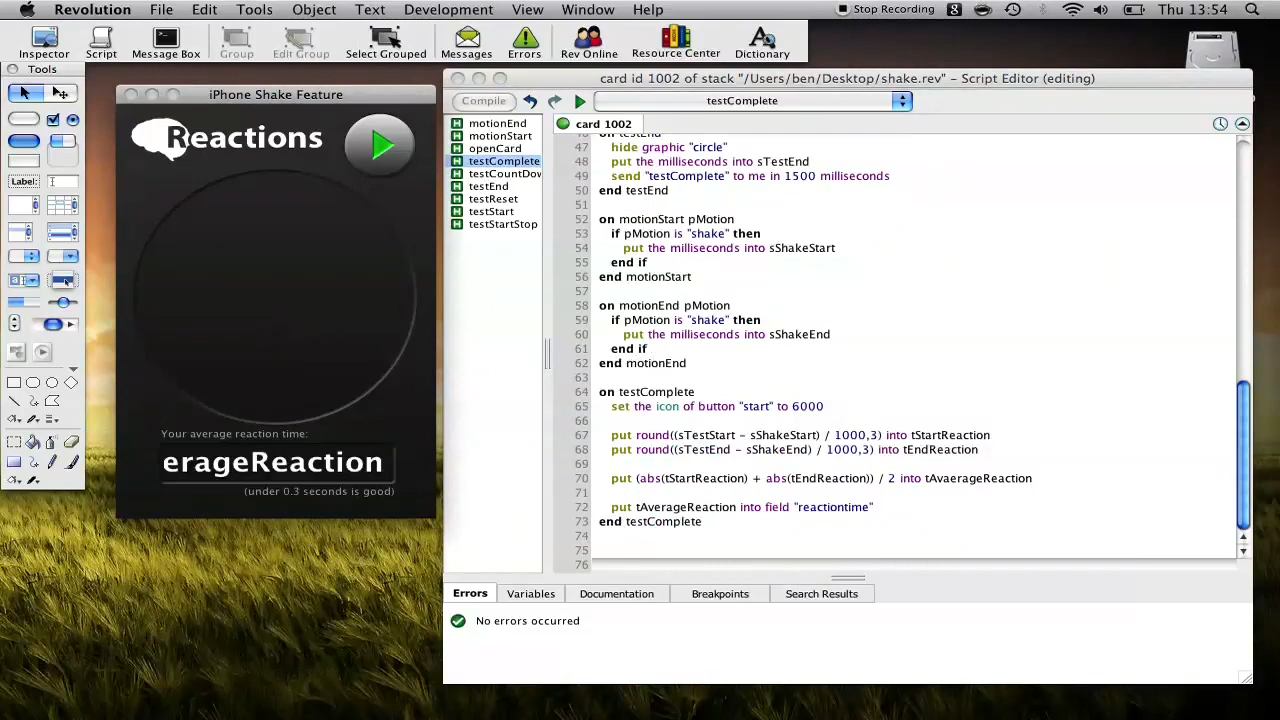 Revolution File Edit Tools Object Text Development View Window Help Stop Recording Thu 13:54
Inspector Script Message Box Group Edit Group Select Grouped Messages Errors Rev Online Resource Center Dictionary
Tools
Label:
iPhone Shake Feature
Reactions
Your average reaction time:
erageReaction
(under 0.3 seconds is good)
card id 1002 of stack "/Users/ben/Desktop/shake.rev" – Script Editor (editing)
Compile testComplete
card 1002
motionEnd
motionStart
openCard
testComplete
testCountDov
testEnd
testReset
testStart
testStartStop
46 on testEnd
47 hide graphic "circle"
48 put the milliseconds into sTestEnd
49 send "testComplete" to me in 1500 milliseconds
50 end testEnd
51
52 on motionStart pMotion
53 if pMotion is "shake" then
54 put the milliseconds into sShakeStart
55 end if
56 end motionStart
57
58 on motionEnd pMotion
59 if pMotion is "shake" then
60 put the milliseconds into sShakeEnd
61 end if
62 end motionEnd
63
64 on testComplete
65 set the icon of button "start" to 6000
66
67 put round((sTestStart - sShakeStart) / 1000,3) into tStartReaction
68 put round((sTestEnd - sShakeEnd) / 1000,3) into tEndReaction
69
70 put (abs(tStartReaction) + abs(tEndReaction)) / 2 into tAvaerageReaction
71
72 put tAverageReaction into field "reactiontime"
73 end testComplete
74
75
76
Errors Variables Documentation Breakpoints Search Results
No errors occurred